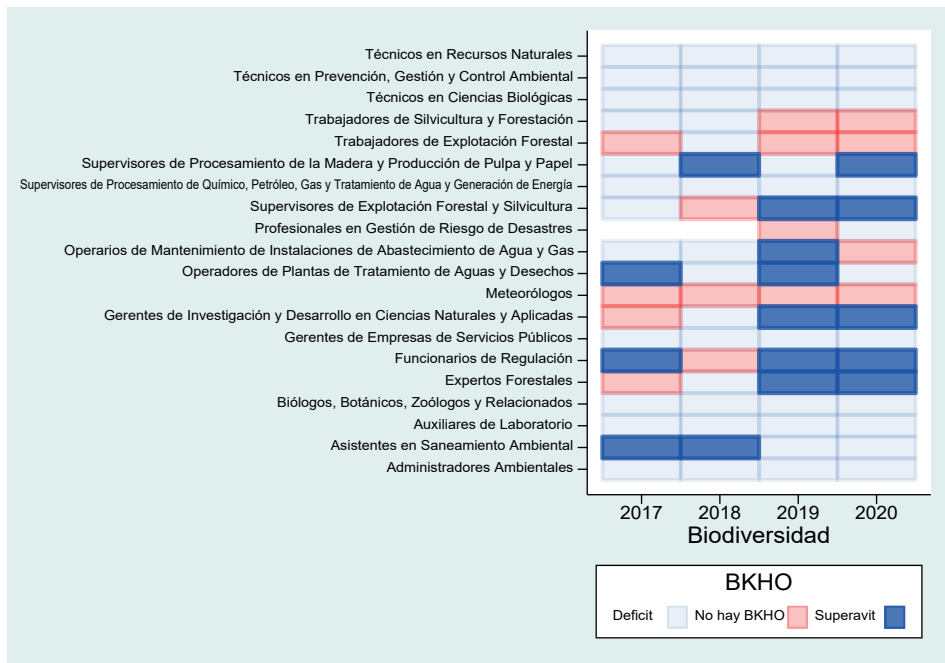 Técnicos en Recursos Naturales
Técnicos en Prevención, Gestión y Control Ambiental
Técnicos en Ciencias Biológicas
Trabajadores de Silvicultura y Forestación
Trabajadores de Explotación Forestal
Supervisores de Procesamiento de la Madera y Producción de Pulpa y Papel
Supervisores de Procesamiento de Químico, Petróleo, Gas y Tratamiento de Agua y Generación de Energía
Supervisores de Explotación Forestal y Silvicultura
Profesionales en Gestión de Riesgo de Desastres
Operarios de Mantenimiento de Instalaciones de Abastecimiento de Agua y Gas
Operadores de Plantas de Tratamiento de Aguas y Desechos
Meteorólogos
Gerentes de Investigación y Desarrollo en Ciencias Naturales y Aplicadas
Gerentes de Empresas de Servicios Públicos
Funcionarios de Regulación
Expertos Forestales
Biólogos, Botánicos, Zoólogos y Relacionados
Auxiliares de Laboratorio
Asistentes en Saneamiento Ambiental
Administradores Ambientales
2017 2018 2019 2020
Biodiversidad
BKHO
Deficit No hay BKHO Superavit